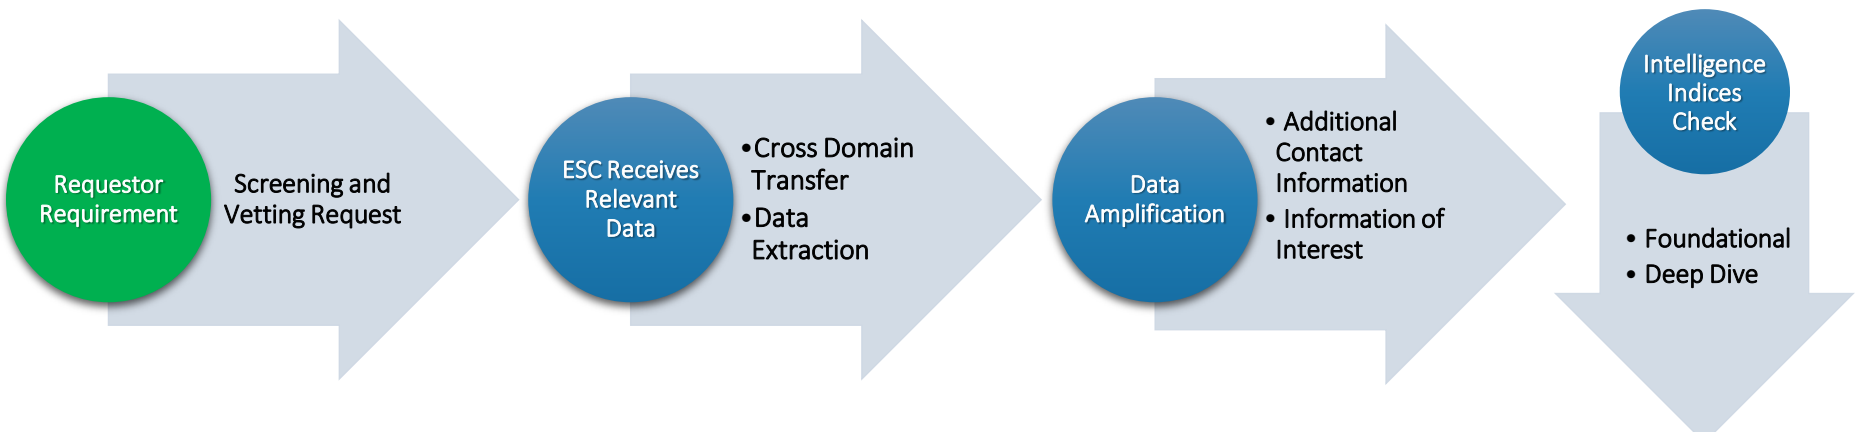 Requestor
Requirement
Screening and
Vetting Request
ESC Receives
Relevant
Data
•Cross Domain
Transfer
•Data
Extraction
Data
Amplification
• Additional
Contact
Information
• Information of
Interest
Intelligence
Indices
Check
• Foundational
• Deep Dive